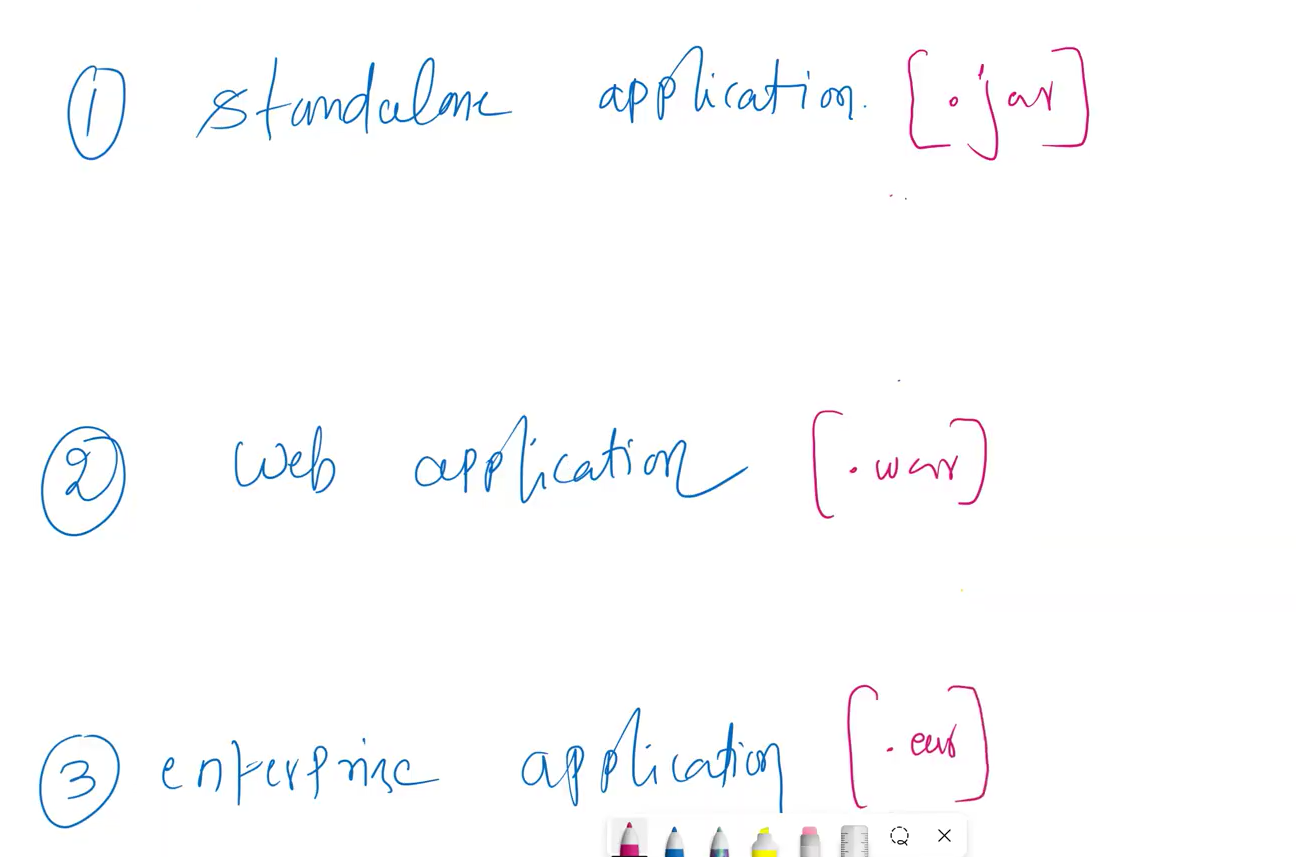 ① standalone application. [.jar]
② web application [.war]
③ enterprise application [.ear]